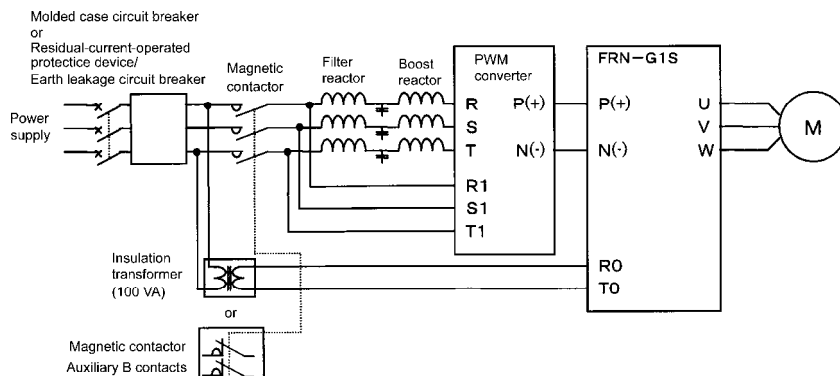 Molded case circuit breaker
or
Residual-current-operated
protectice device/
Earth leakage circuit breaker
Magnetic
contactor
Filter
reactor
Boost
reactor
PWM
converter
FRN-G1S
Power
supply
R
S
T
P(+)
N(-)
R1
S1
T1
P(+)
N(-)
U
V
W
M
R0
T0
Insulation
transformer
(100 VA)
or
Magnetic contactor
Auxiliary B contacts